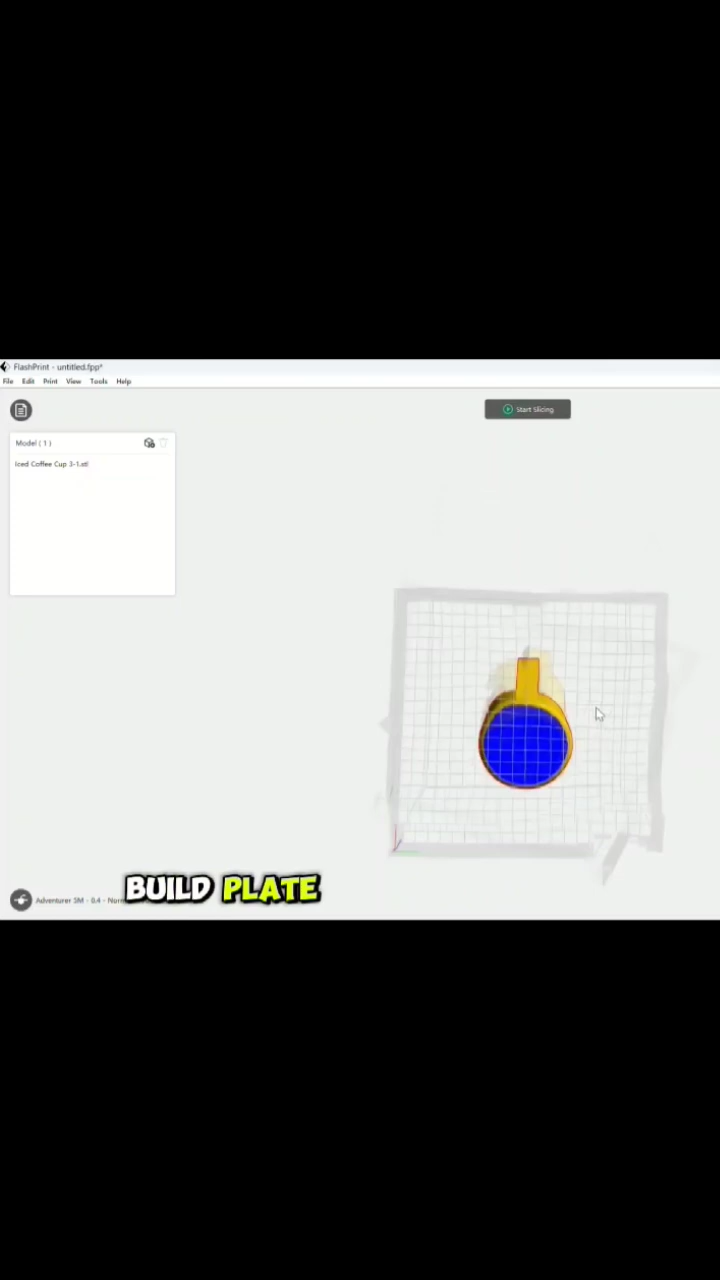 FlashPrint - untitled.fpp*
File Edit Print View Tools Help
Start Slicing
Model ( 1 )
Iced Coffee Cup 3-1.stl
BUILD PLATE
Adventurer 5M - 0.4 -